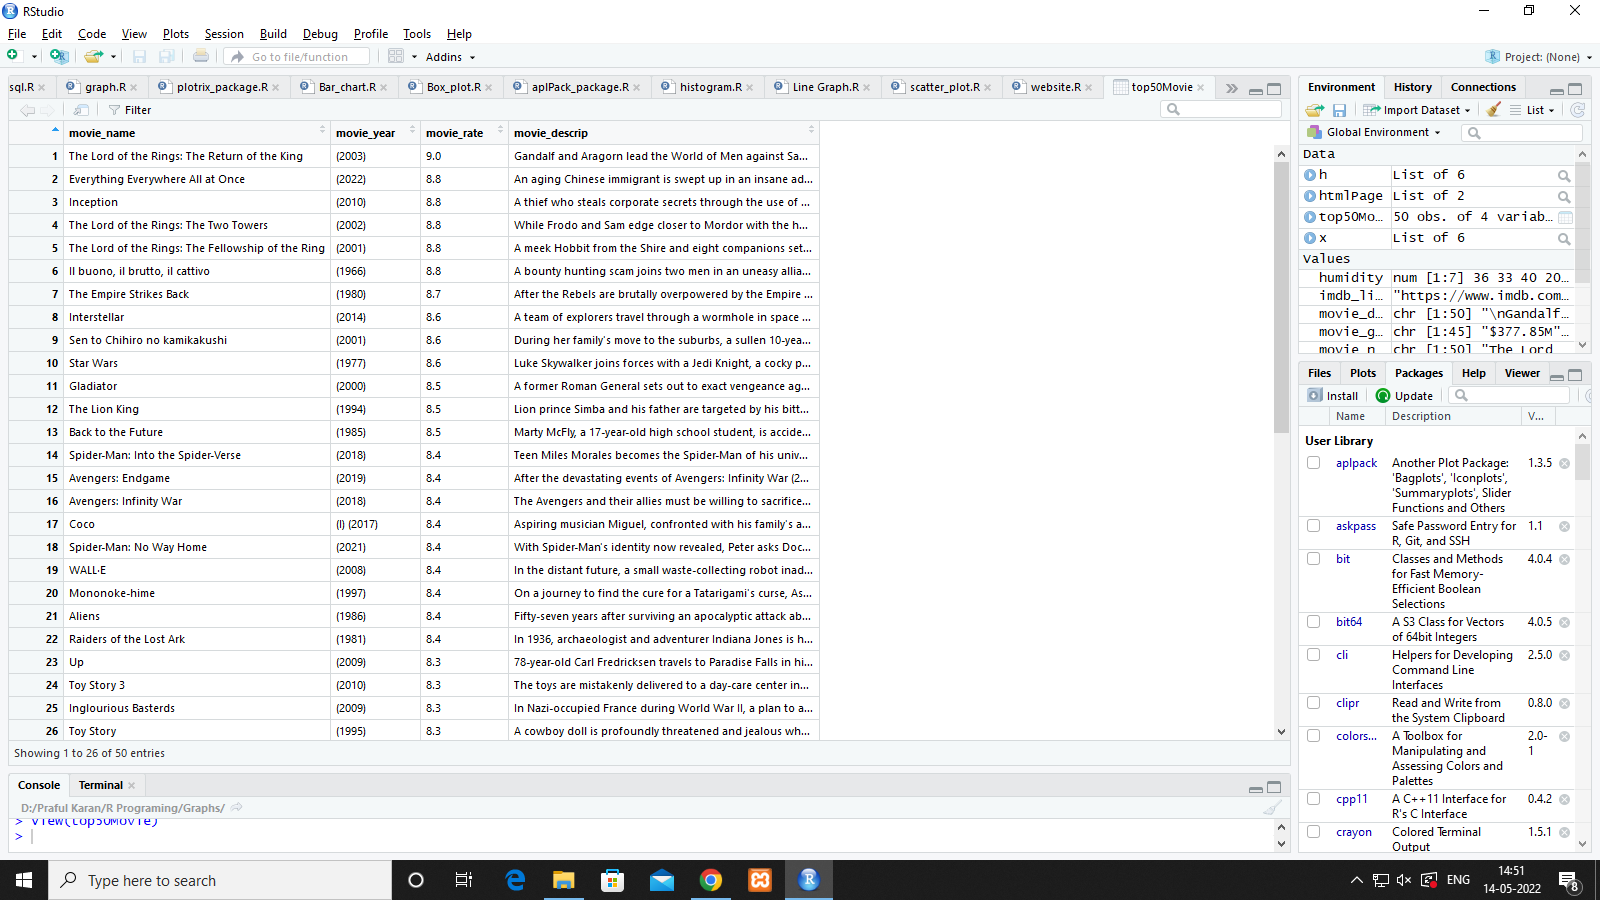 RStudio
File Edit Code View Plots Session Build Debug Profile Tools Help
Go to file/function Addins Project: (None)
sql.R graph.R plotrix_package.R Bar_chart.R Box_plot.R aplPack_package.R histogram.R Line Graph.R scatter_plot.R website.R top50Movie
Filter
movie_name movie_year movie_rate movie_descrip
1 The Lord of the Rings: The Return of the King (2003) 9.0 Gandalf and Aragorn lead the World of Men against Sa...
2 Everything Everywhere All at Once (2022) 8.8 An aging Chinese immigrant is swept up in an insane ad...
3 Inception (2010) 8.8 A thief who steals corporate secrets through the use of ...
4 The Lord of the Rings: The Two Towers (2002) 8.8 While Frodo and Sam edge closer to Mordor with the h...
5 The Lord of the Rings: The Fellowship of the Ring (2001) 8.8 A meek Hobbit from the Shire and eight companions set...
6 Il buono, il brutto, il cattivo (1966) 8.8 A bounty hunting scam joins two men in an uneasy allia...
7 The Empire Strikes Back (1980) 8.7 After the Rebels are brutally overpowered by the Empire ...
8 Interstellar (2014) 8.6 A team of explorers travel through a wormhole in space ...
9 Sen to Chihiro no kamikakushi (2001) 8.6 During her family's move to the suburbs, a sullen 10-yea...
10 Star Wars (1977) 8.6 Luke Skywalker joins forces with a Jedi Knight, a cocky p...
11 Gladiator (2000) 8.5 A former Roman General sets out to exact vengeance ag...
12 The Lion King (1994) 8.5 Lion prince Simba and his father are targeted by his bitt...
13 Back to the Future (1985) 8.5 Marty McFly, a 17-year-old high school student, is accide...
14 Spider-Man: Into the Spider-Verse (2018) 8.4 Teen Miles Morales becomes the Spider-Man of his univ...
15 Avengers: Endgame (2019) 8.4 After the devastating events of Avengers: Infinity War (2...
16 Avengers: Infinity War (2018) 8.4 The Avengers and their allies must be willing to sacrifice...
17 Coco (I) (2017) 8.4 Aspiring musician Miguel, confronted with his family's a...
18 Spider-Man: No Way Home (2021) 8.4 With Spider-Man's identity now revealed, Peter asks Doc...
19 WALL·E (2008) 8.4 In the distant future, a small waste-collecting robot inad...
20 Mononoke-hime (1997) 8.4 On a journey to find the cure for a Tatarigami's curse, As...
21 Aliens (1986) 8.4 Fifty-seven years after surviving an apocalyptic attack ab...
22 Raiders of the Lost Ark (1981) 8.4 In 1936, archaeologist and adventurer Indiana Jones is h...
23 Up (2009) 8.3 78-year-old Carl Fredricksen travels to Paradise Falls in hi...
24 Toy Story 3 (2010) 8.3 The toys are mistakenly delivered to a day-care center in...
25 Inglourious Basterds (2009) 8.3 In Nazi-occupied France during World War II, a plan to a...
26 Toy Story (1995) 8.3 A cowboy doll is profoundly threatened and jealous wh...
Showing 1 to 26 of 50 entries
Console Terminal
D:/Praful Karan/R Programing/Graphs/
> View(top50Movie)
>
Environment History Connections
Import Dataset List
Global Environment
Data
h List of 6
htmlPage List of 2
top50Mo... 50 obs. of 4 variab...
x List of 6
Values
humidity num [1:7] 36 33 40 20...
imdb_li... "https://www.imdb.com...
movie_d... chr [1:50] "\nGandalf...
movie_g... chr [1:45] "$377.85M"...
movie_n chr [1:50] "The Lord
Files Plots Packages Help Viewer
Install Update
Name Description V...
User Library
aplpack Another Plot Package: 1.3.5
'Bagplots', 'Iconplots',
'Summaryplots', Slider
Functions and Others
askpass Safe Password Entry for 1.1
R, Git, and SSH
bit Classes and Methods 4.0.4
for Fast Memory-
Efficient Boolean
Selections
bit64 A S3 Class for Vectors 4.0.5
of 64bit Integers
cli Helpers for Developing 2.5.0
Command Line
Interfaces
clipr Read and Write from 0.8.0
the System Clipboard
colors... A Toolbox for 2.0-
Manipulating and 1
Assessing Colors and
Palettes
cpp11 A C++11 Interface for 0.4.2
R's C Interface
crayon Colored Terminal 1.5.1
Output
Type here to search ENG 14:51
14-05-2022
8